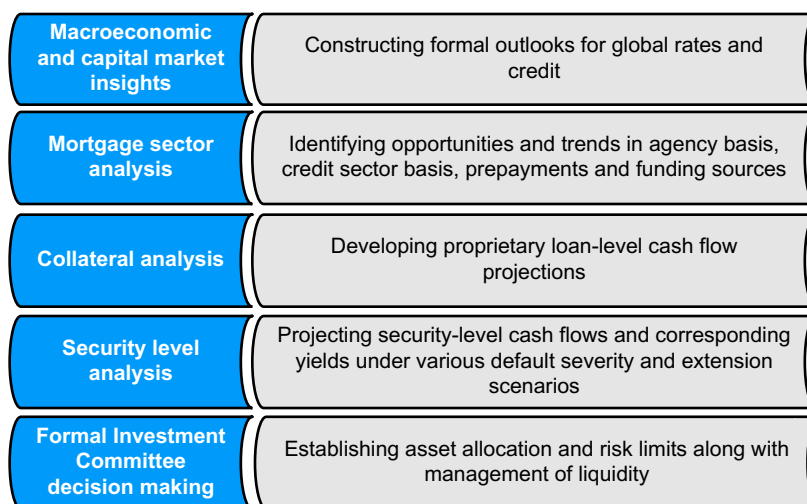 Macroeconomic
and capital market
insights
Constructing formal outlooks for global rates and
credit
Mortgage sector
analysis
Identifying opportunities and trends in agency basis,
credit sector basis, prepayments and funding sources
Collateral analysis
Developing proprietary loan-level cash flow
projections
Security level
analysis
Projecting security-level cash flows and corresponding
yields under various default severity and extension
scenarios
Formal Investment
Committee
decision making
Establishing asset allocation and risk limits along with
management of liquidity